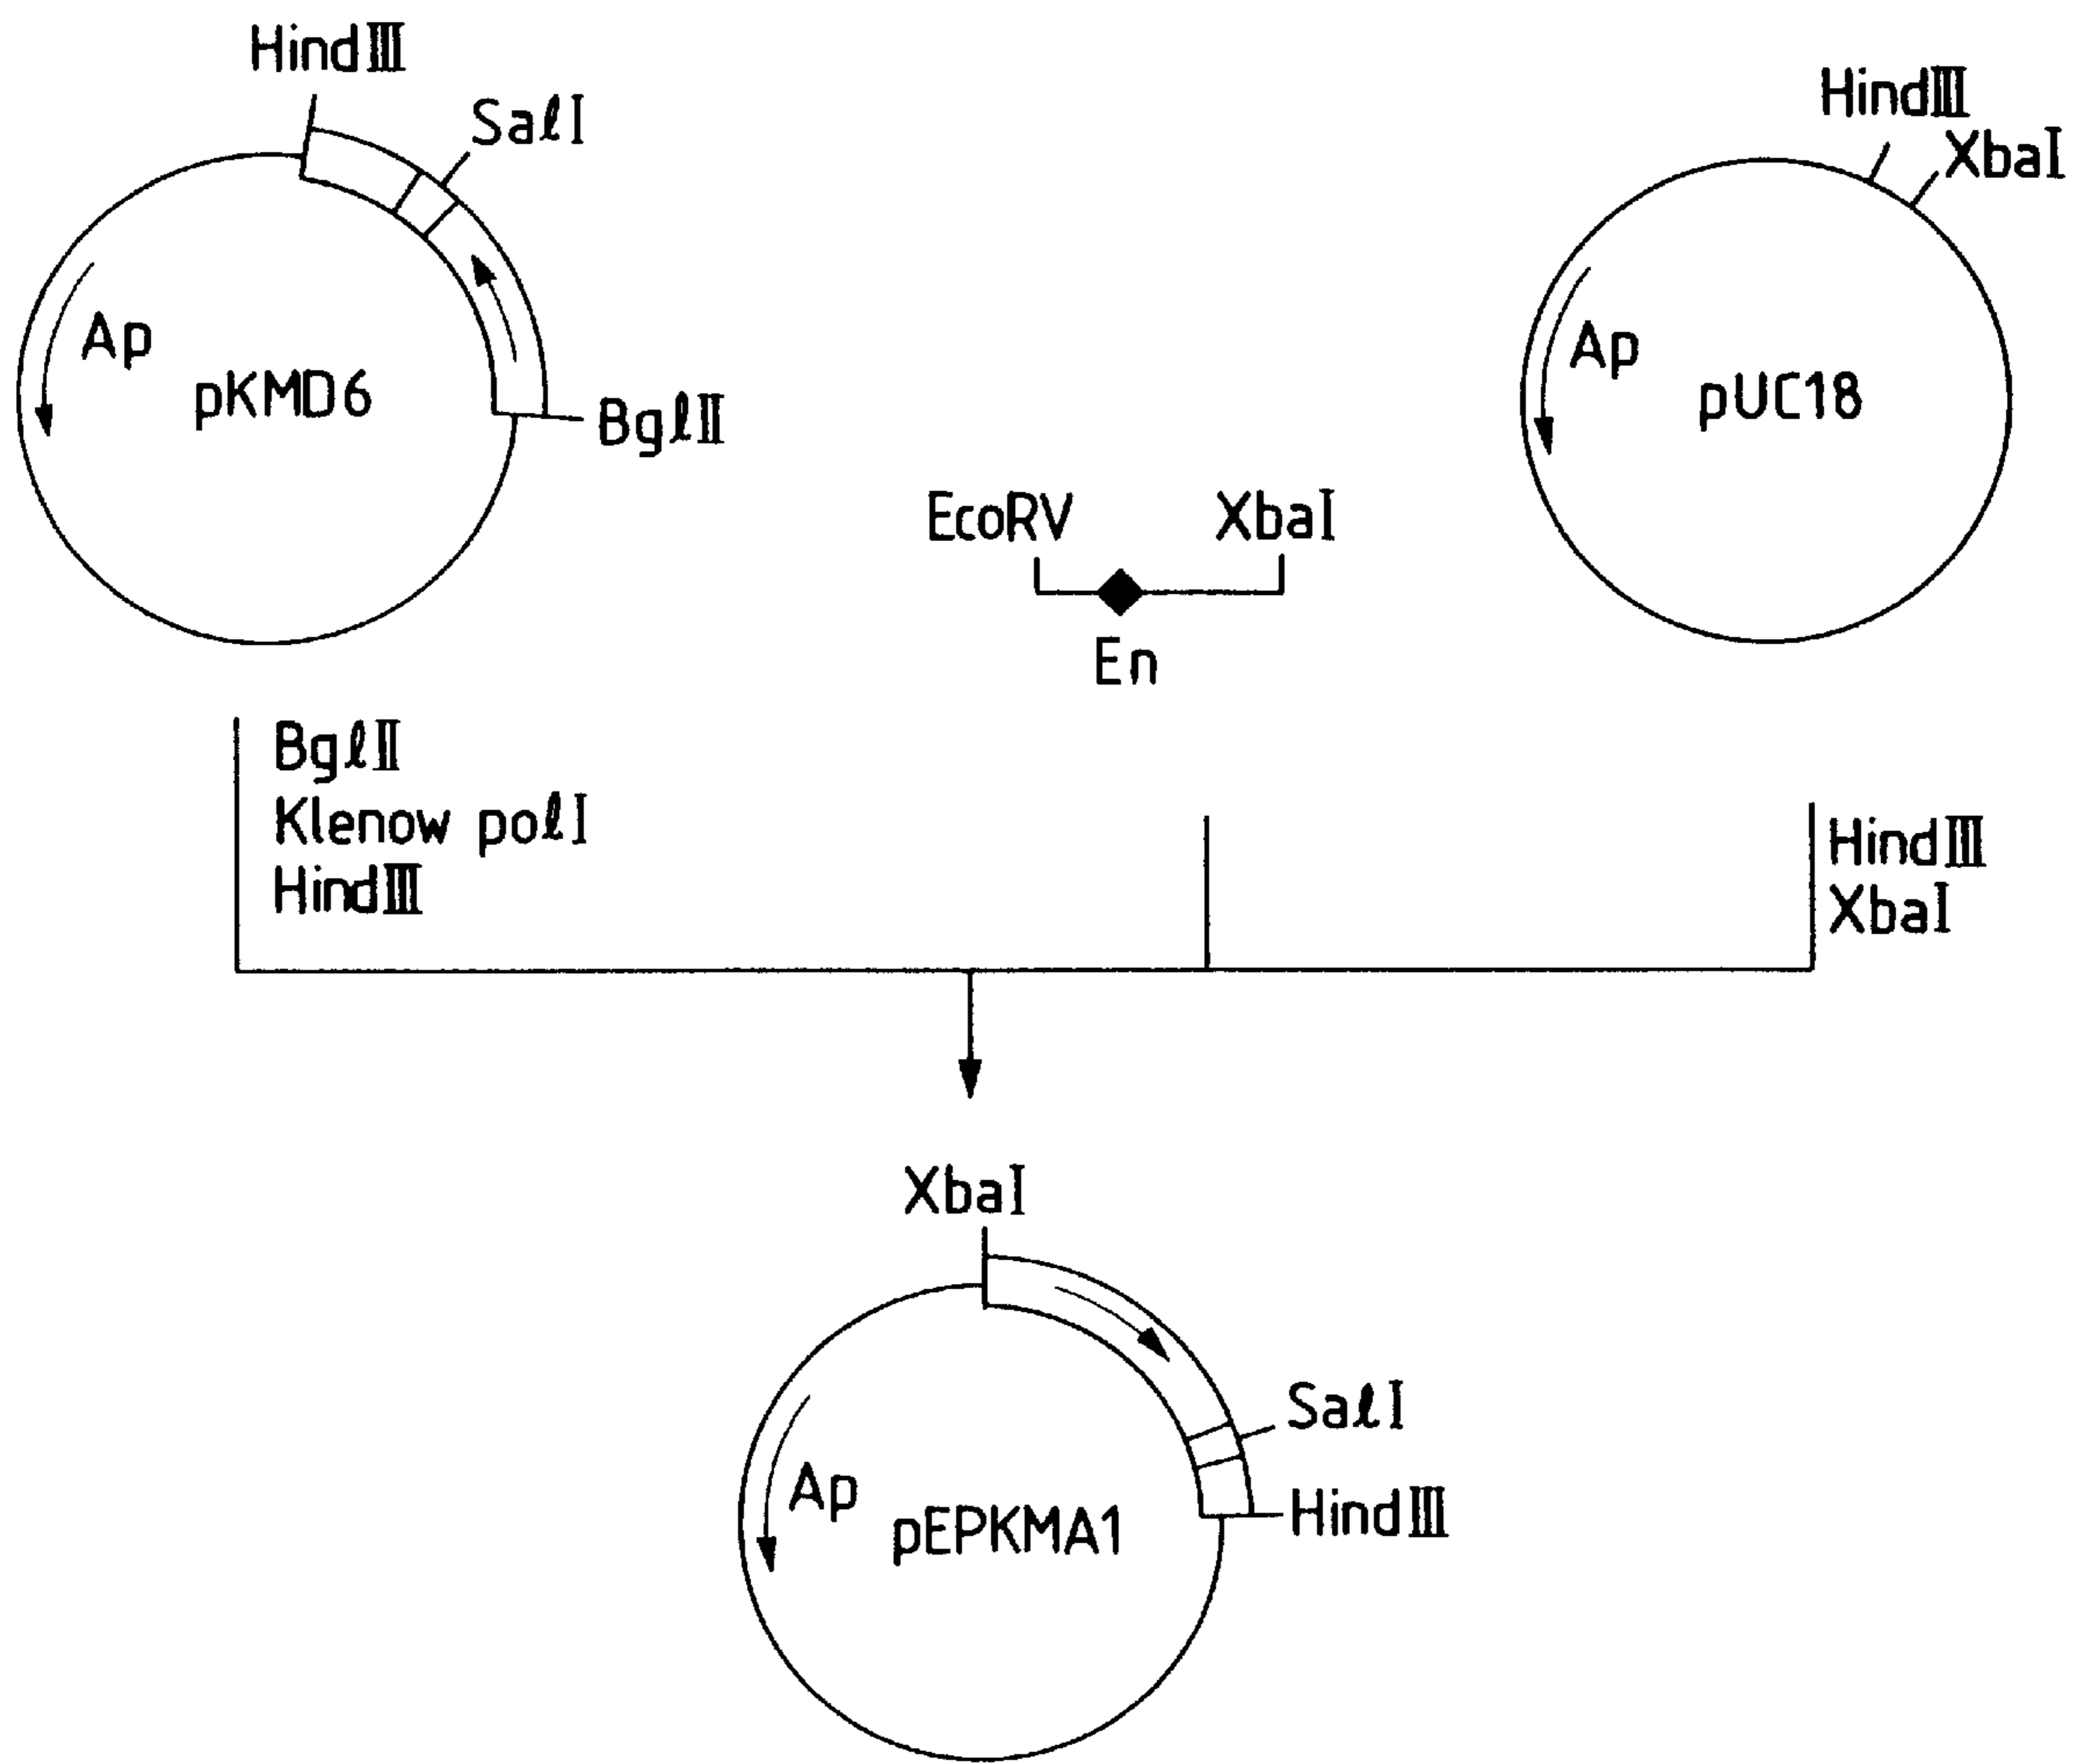 HindⅢ
SalⅠ
Ap
pKMD6
BglⅡ
HindⅢ
XbaⅠ
Ap
pUC18
EcoRV
XbaⅠ
En
BglⅡ
Klenow polⅠ
HindⅢ
HindⅢ
XbaⅠ
XbaⅠ
SalⅠ
HindⅢ
Ap
pEPKMA1